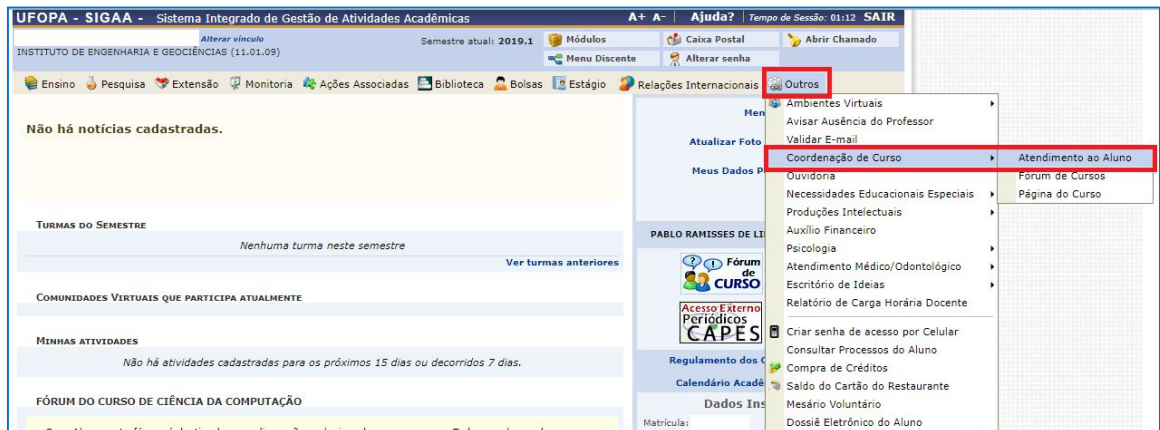 UFOPA - SIGAA - Sistema Integrado de Gestão de Atividades Acadêmicas A+ A- | Ajuda? | Tempo de Sessão: 01:12 SAIR
Alterar vínculo
INSTITUTO DE ENGENHARIA E GEOCIÊNCIAS (11.01.09)
Semestre atual: 2019.1
Módulos
Caixa Postal
Abrir Chamado
Menu Discente
Alterar senha
Ensino Pesquisa Extensão Monitoria Ações Associadas Biblioteca Bolsas Estágio Relações Internacionais Outros
Não há notícias cadastradas.
TURMAS DO SEMESTRE
Nenhuma turma neste semestre
Ver turmas anteriores
COMUNIDADES VIRTUAIS QUE PARTICIPA ATUALMENTE
MINHAS ATIVIDADES
Não há atividades cadastradas para os próximos 15 dias ou decorridos 7 dias.
FÓRUM DO CURSO DE CIÊNCIA DA COMPUTAÇÃO
Atualizar Foto
Meus Dados
PABLO RAMISSES DE
Fórum
de
CURSO
Acesso Externo
Periódicos
CAPES
Regulamento dos
Calendário
Dados
Matrícula:
Ambientes Virtuais
Avisar Ausência do Professor
Validar E-mail
Coordenação de Curso
Ouvidoria
Necessidades Educacionais Especiais
Produções Intelectuais
Auxílio Financeiro
Psicologia
Atendimento Médico/Odontológico
Escritório de Ideias
Relatório de Carga Horária Docente
Criar senha de acesso por Celular
Consultar Processos do Aluno
Compra de Créditos
Saldo do Cartão do Restaurante
Mesário Voluntário
Dossiê Eletrônico do Aluno
Atendimento ao Aluno
Fórum de Cursos
Página do Curso